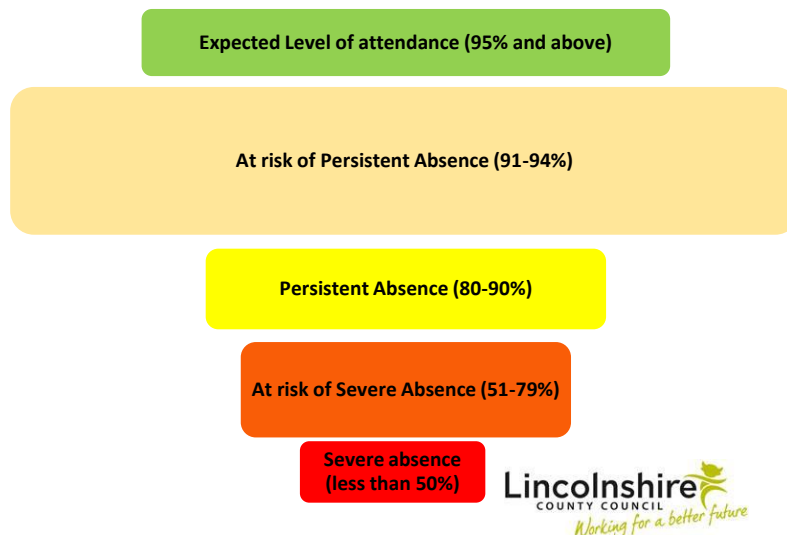 Expected Level of attendance (95% and above)
At risk of Persistent Absence (91-94%)
Persistent Absence (80-90%)
At risk of Severe Absence (51-79%)
Severe absence
(less than 50%)
Lincolnshire
COUNTY COUNCIL
Working for a better future